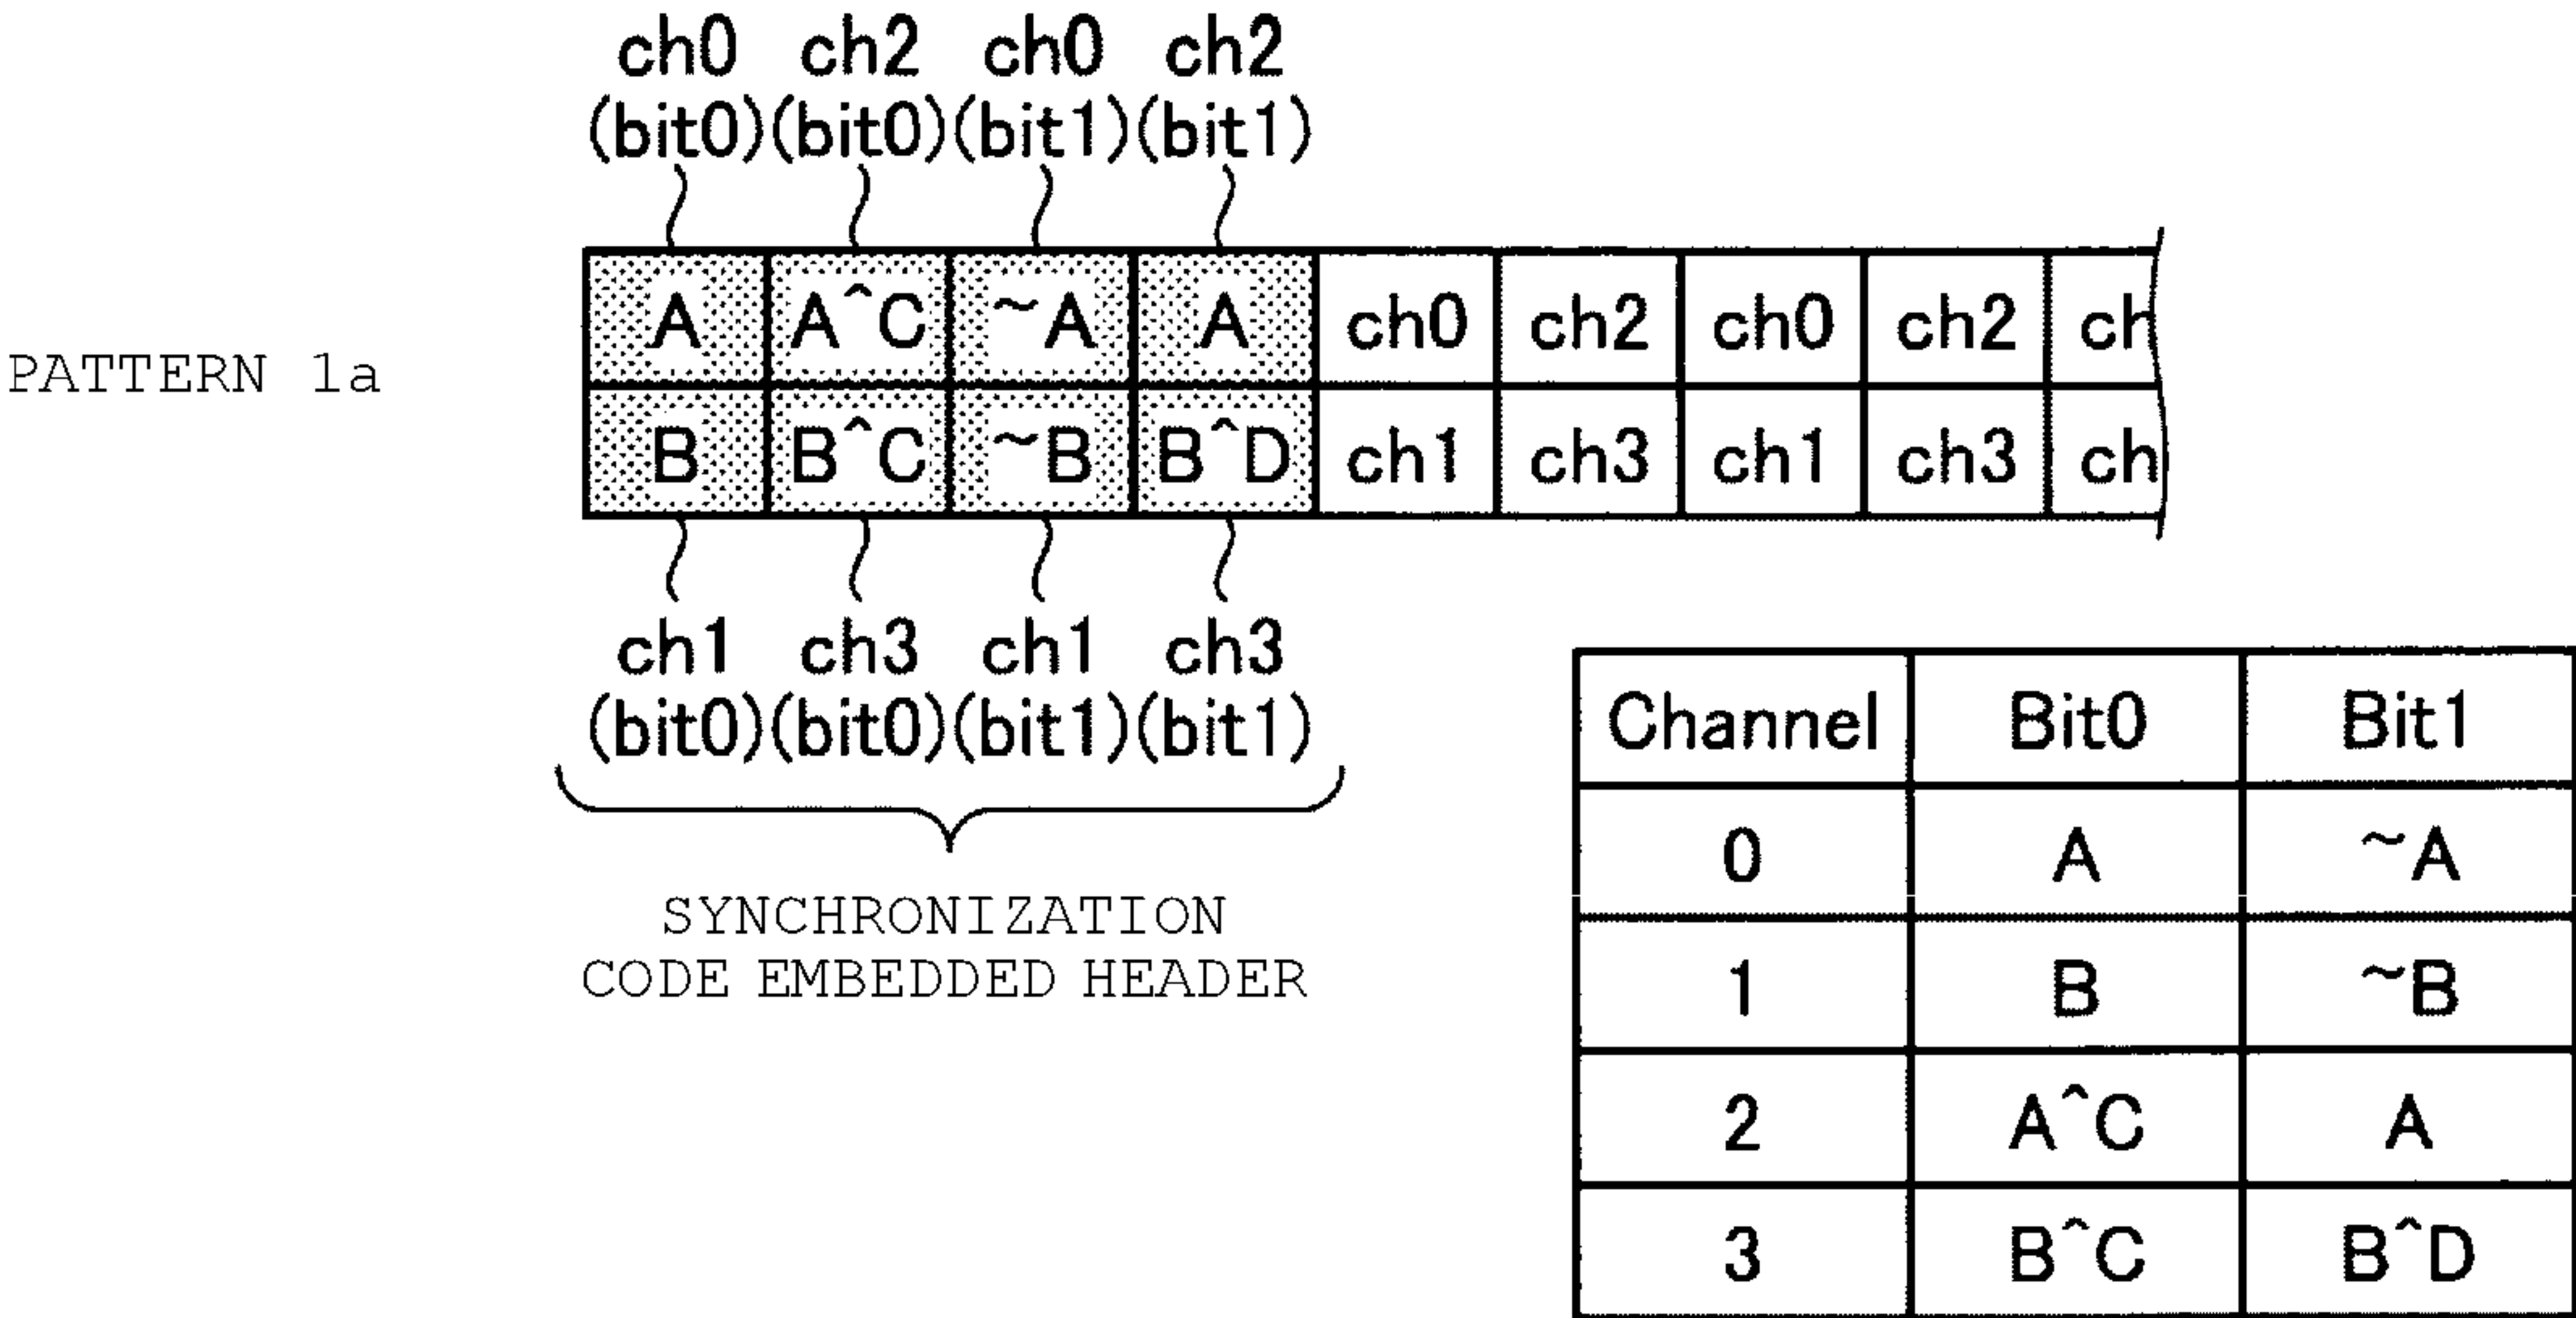 ch0 ch2 ch0 ch2
(bit0)(bit0)(bit1)(bit1)
PATTERN 1a
A A^C ~A A ch0 ch2 ch0 ch2 ch
B B^C ~B B^D ch1 ch3 ch1 ch3 ch
ch1 ch3 ch1 ch3
(bit0)(bit0)(bit1)(bit1)
SYNCHRONIZATION
CODE EMBEDDED HEADER
Channel Bit0 Bit1
0 A ~A
1 B ~B
2 A^C A
3 B^C B^D